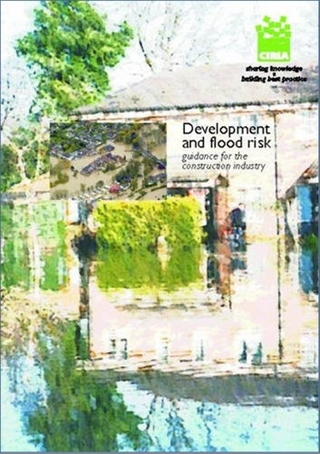 CIRIA
sharing knowledge
building best practice
Development
and flood risk
guidance for the
construction industry